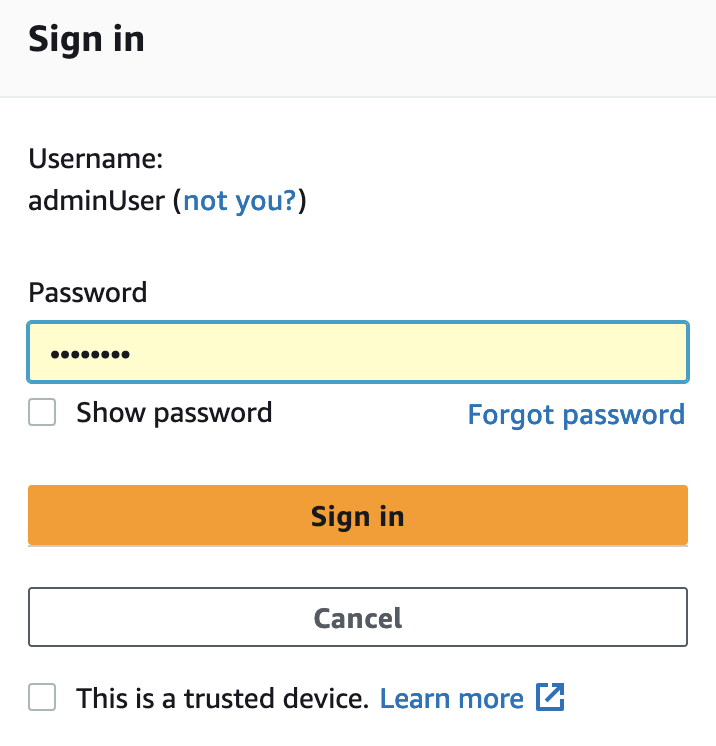 Sign in
Username:
adminUser (not you?)
Password
••••••••
Show password
Forgot password
Sign in
Cancel
This is a trusted device. Learn more